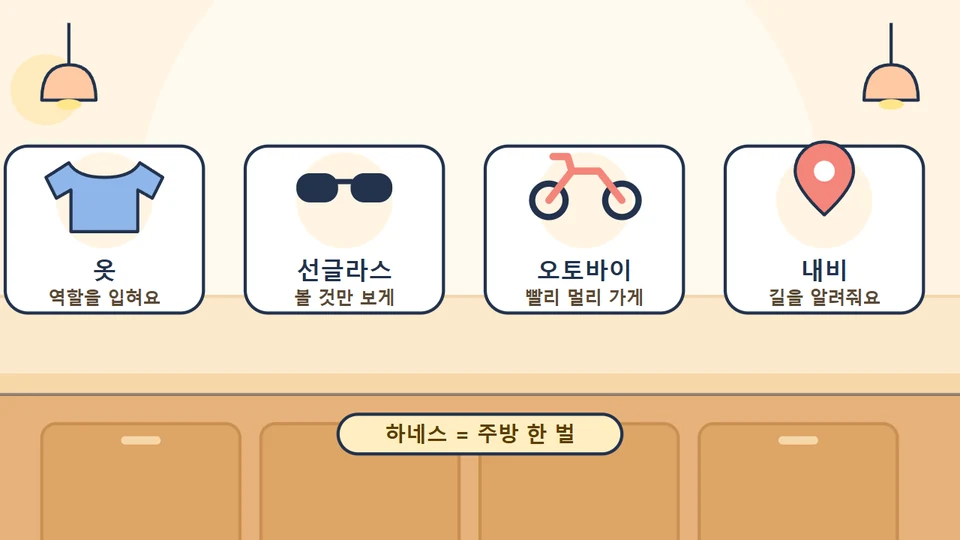 옷
역할을 입혀요
선글라스
볼 것만 보게
오토바이
빨리 멀리 가게
내비
길을 알려줘요
하네스 = 주방 한 벌